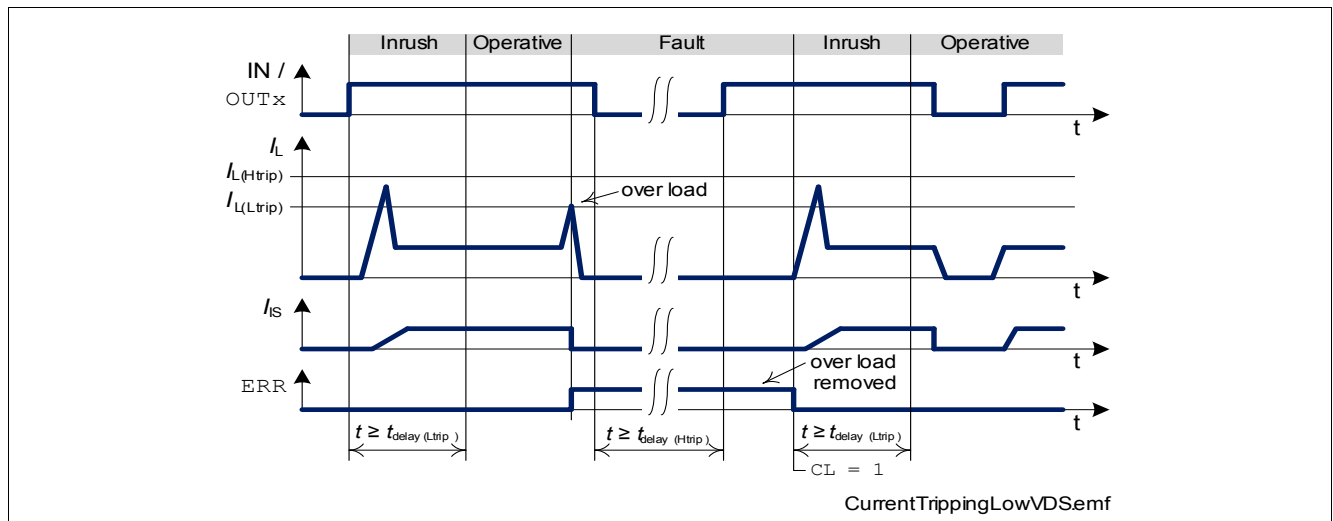 Inrush Operative Fault Inrush Operative
IN /
OUTx
t
IL
IL(Htrip)
over load
IL(Ltrip)
t
IIS
t
over load
removed
ERR
t
t ≥ tdelay (Ltrip) t ≥ tdelay (Htrip) t ≥ tdelay (Ltrip)
CL = 1
CurrentTrippingLowVDS.emf